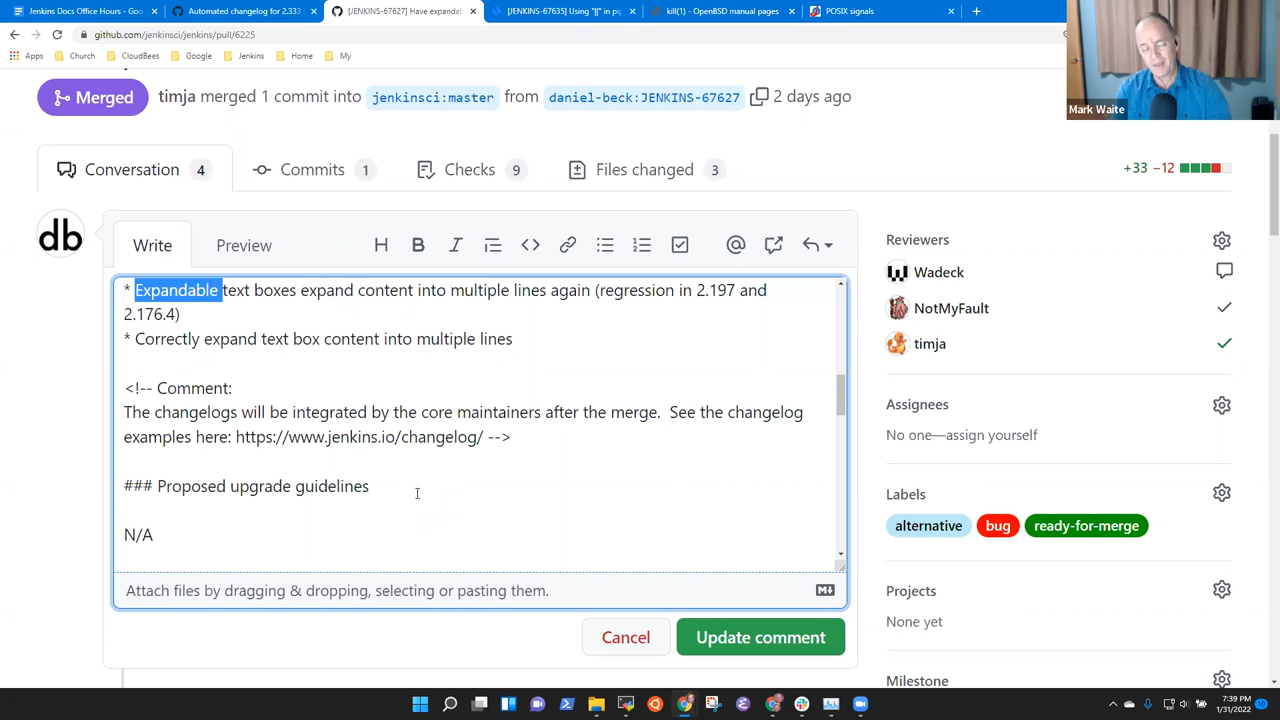 Jenkins Docs Office Hours - Goo
Automated changelog for 2.333
[JENKINS-67627] Have expandab
[JENKINS-67635] Using "||" in pip
kill(1) - OpenBSD manual pages
POSIX signals
github.com/jenkinsci/jenkins/pull/6225
Apps Church CloudBees Google Jenkins Home My
Merged timja merged 1 commit into jenkinsci:master from daniel-beck:JENKINS-67627 2 days ago
Mark Waite
Conversation 4 Commits 1 Checks 9 Files changed 3 +33 −12
db
Write Preview
* Expandable text boxes expand content into multiple lines again (regression in 2.197 and
2.176.4)
* Correctly expand text box content into multiple lines
<!-- Comment:
The changelogs will be integrated by the core maintainers after the merge.  See the changelog
examples here: https://www.jenkins.io/changelog/ -->
### Proposed upgrade guidelines
N/A
Attach files by dragging & dropping, selecting or pasting them.
Cancel Update comment
Reviewers
Wadeck
NotMyFault
timja
Assignees
No one—assign yourself
Labels
alternative bug ready-for-merge
Projects
None yet
Milestone
7:39 PM
1/31/2022